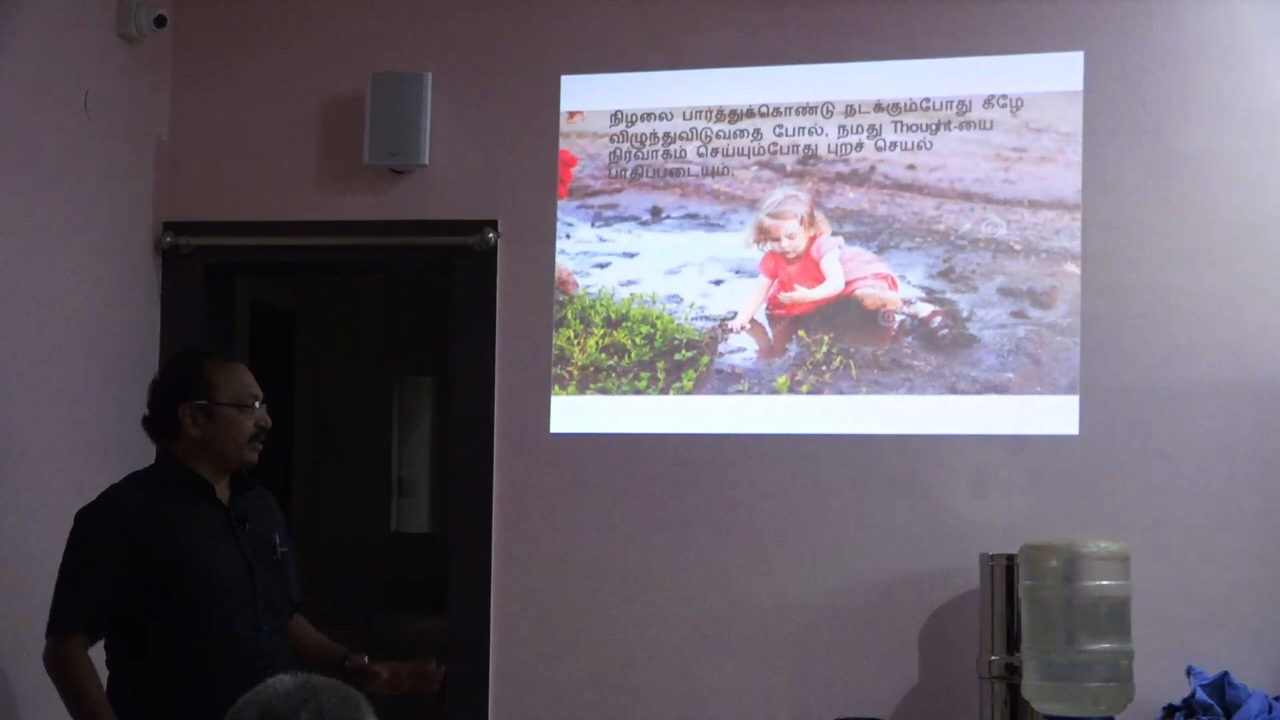 நிழலை பார்த்துக்கொண்டு நடக்கும்போது கீழே
விழுந்துவிடுவதை போல், நமது Thought-யை
நிர்வாகம் செய்யும்போது புறச் செயல்
பாதிப்படையும்.